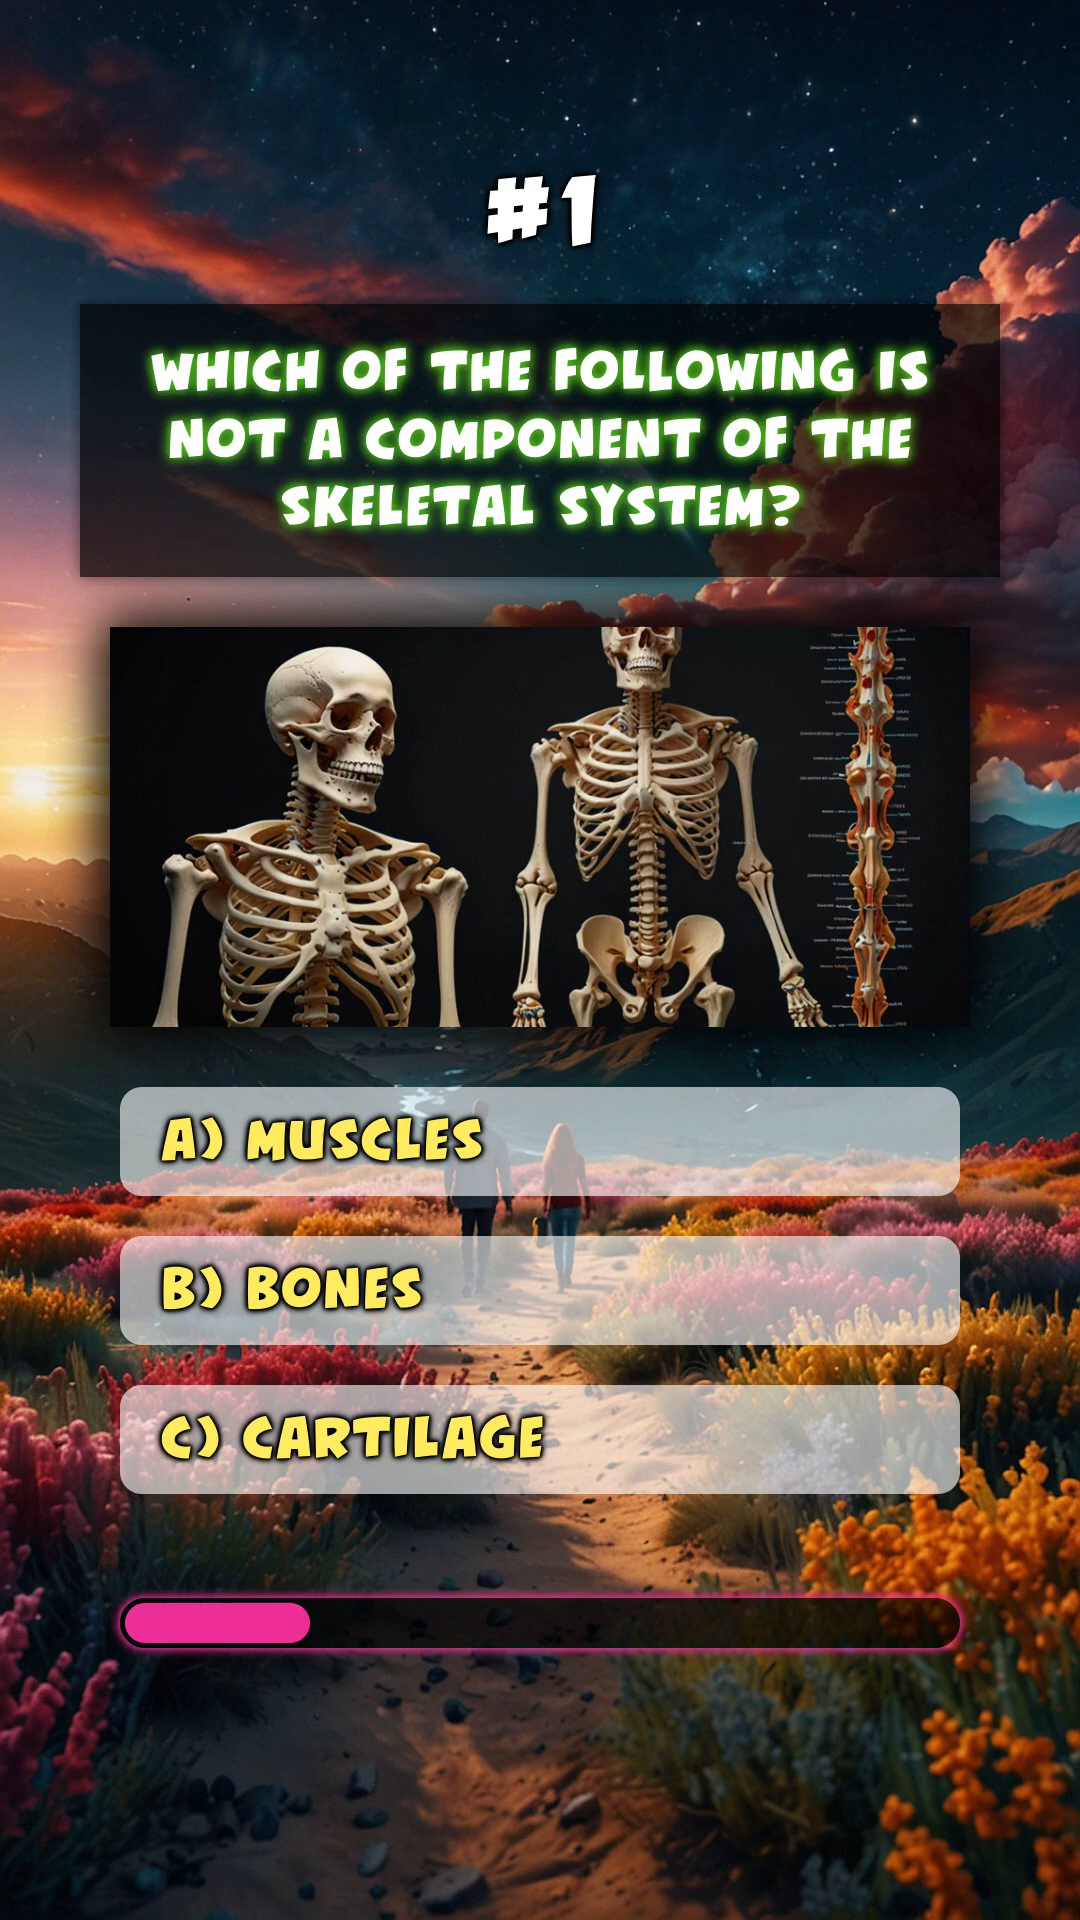 #1
WHICH OF THE FOLLOWING IS
NOT A COMPONENT OF THE
SKELETAL SYSTEM?
A) MUSCLES
B) BONES
C) CARTILAGE